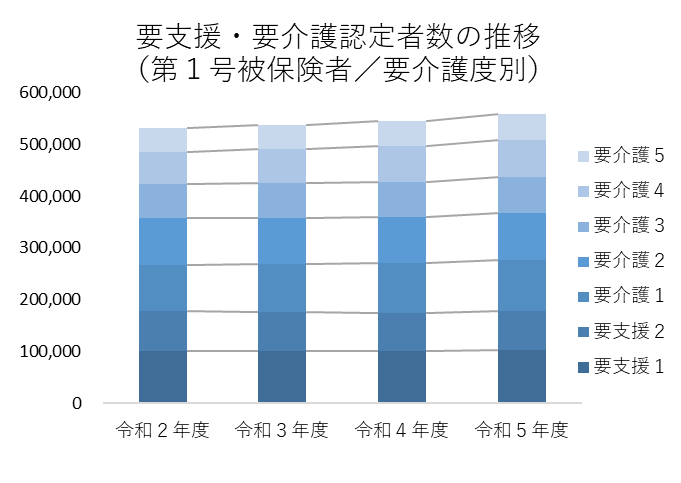 要支援・要介護認定者数の推移
（第１号被保険者／要介護度別）
600,000
500,000
400,000
300,000
200,000
100,000
0
令和２年度
令和３年度
令和４年度
令和５年度
要介護５
要介護４
要介護３
要介護２
要介護１
要支援２
要支援１